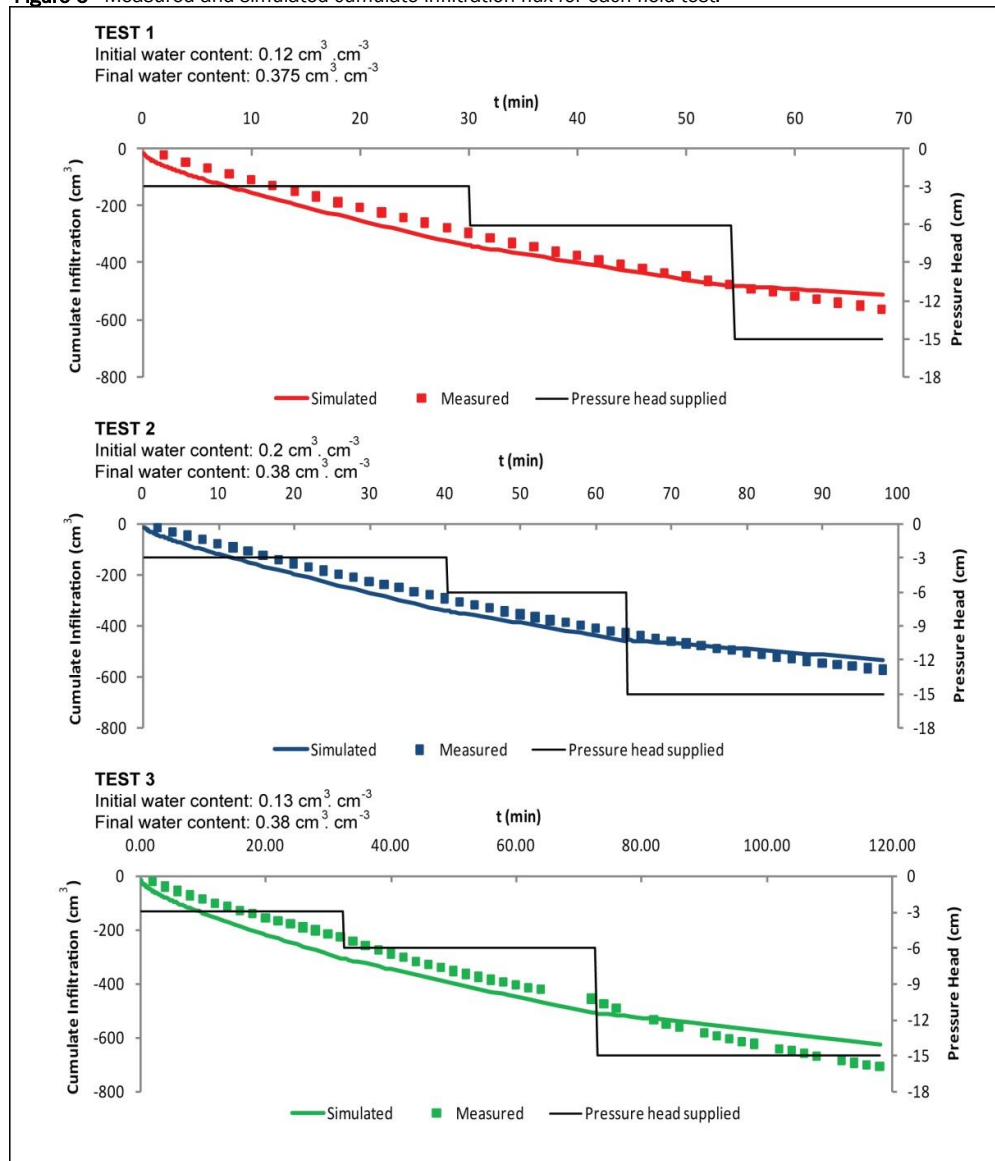 Figure 3 - Measured and simulated cumulate infiltration flux for each field test.
TEST 1
Initial water content: 0.12 cm³ .cm⁻³
Final water content: 0.375 cm³. cm⁻³
t (min)
0 10 20 30 40 50 60 70
Cumulate Infiltration (cm³)
0
-200
-400
-600
-800
0
-3
-6
-9
-12
-15
-18
Pressure Head (cm)
Simulated Measured Pressure head supplied
TEST 2
Initial water content: 0.2 cm³. cm⁻³
Final water content: 0.38 cm³. cm⁻³
t (min)
0 10 20 30 40 50 60 70 80 90 100
Cumulate Infiltration (cm³)
0
-200
-400
-600
-800
0
-3
-6
-9
-12
-15
-18
Pressure Head (cm)
Simulated Measured Pressure head supplied
TEST 3
Initial water content: 0.13 cm³. cm⁻³
Final water content: 0.38 cm³. cm⁻³
t (min)
0.00 20.00 40.00 60.00 80.00 100.00 120.00
Cumulate Infiltration (cm³)
0
-200
-400
-600
-800
0
-3
-6
-9
-12
-15
-18
Pressure Head (cm)
Simulated Measured Pressure head supplied